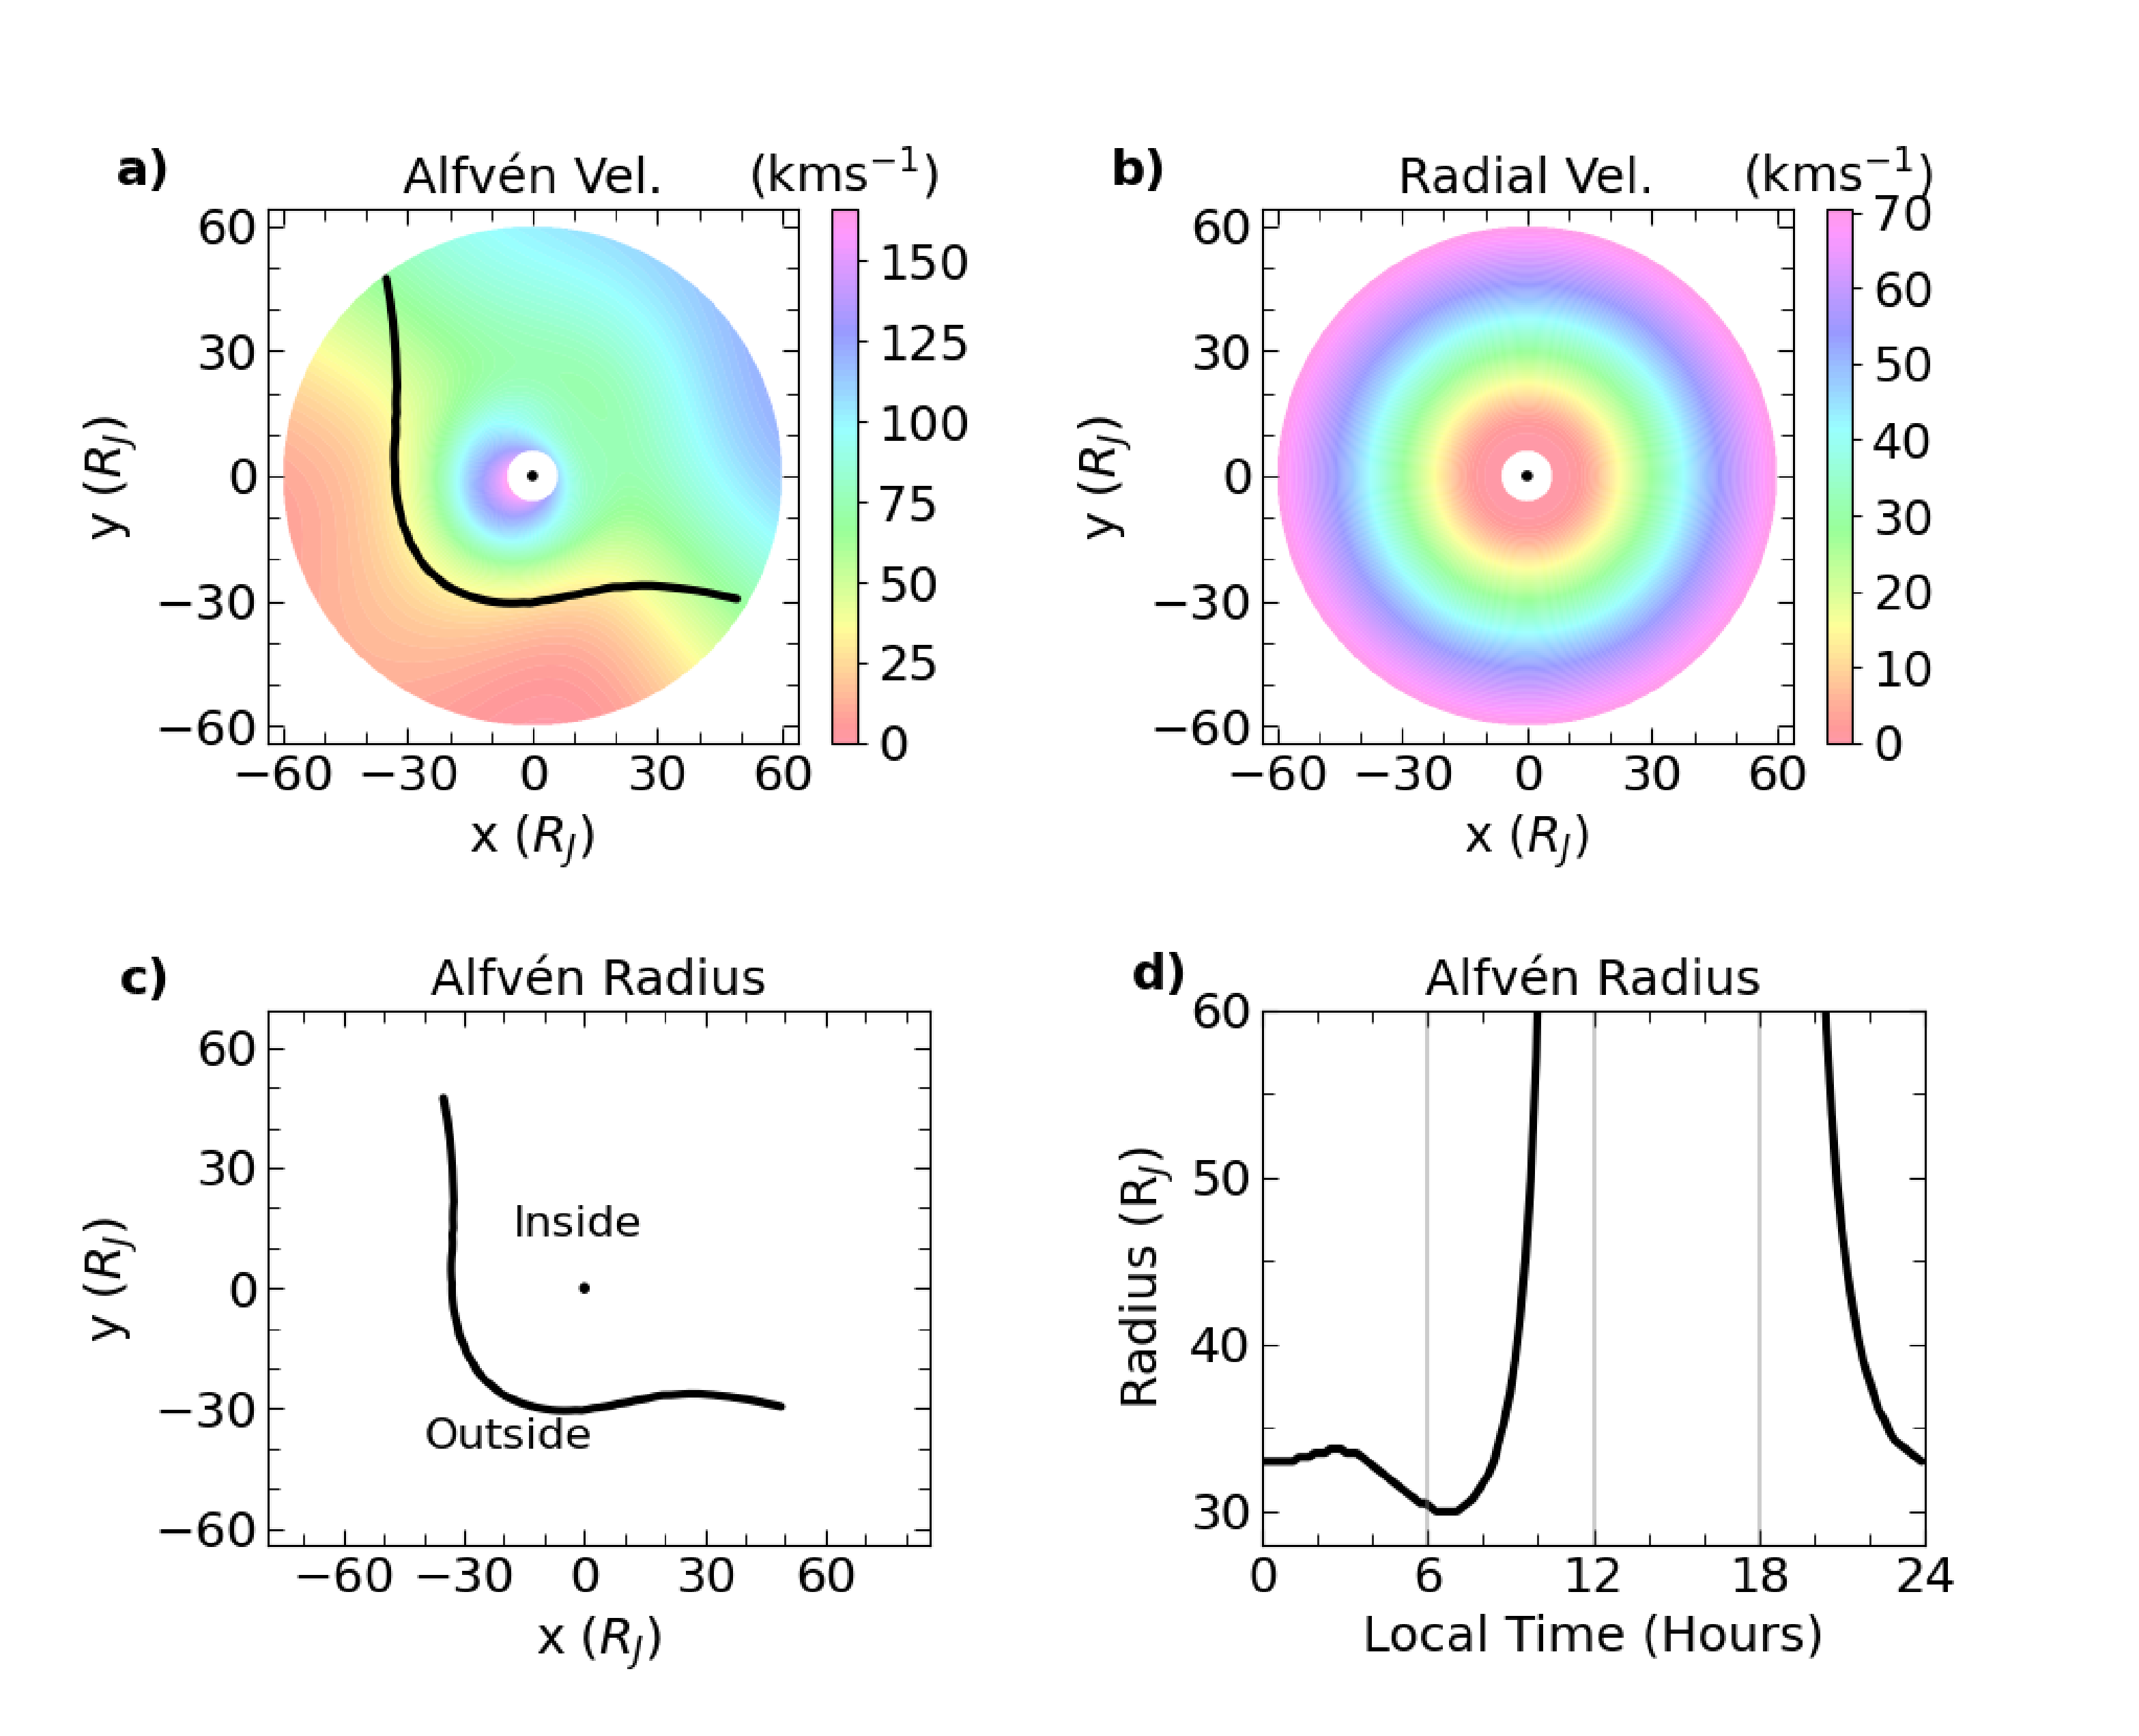 a) Alfvén Vel. (kms⁻¹)
60
30
0
−30
−60
y (R_J)
−60 −30 0 30 60
x (R_J)
150
125
100
75
50
25
0
b) Radial Vel. (kms⁻¹)
60
30
0
−30
−60
y (R_J)
−60 −30 0 30 60
x (R_J)
70
60
50
40
30
20
10
0
c) Alfvén Radius
60
30
0
−30
−60
y (R_J)
Inside
Outside
−60 −30 0 30 60
x (R_J)
d) Alfvén Radius
60
50
40
30
Radius (R_J)
0 6 12 18 24
Local Time (Hours)